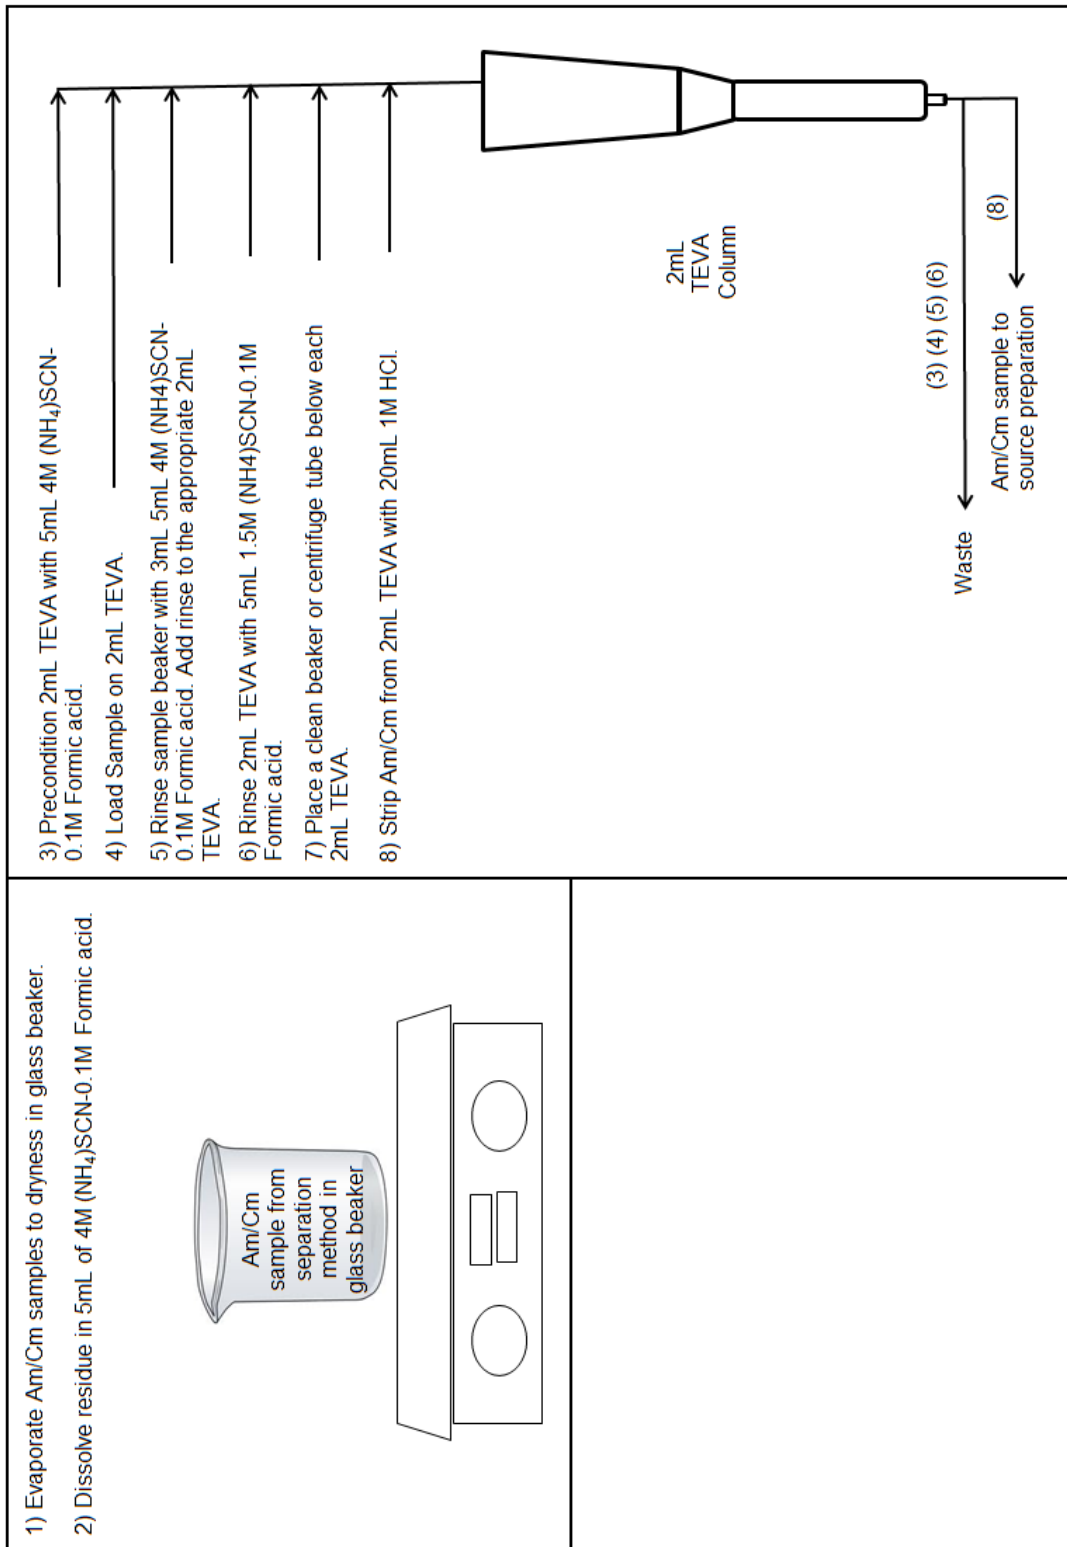 1) Evaporate Am/Cm samples to dryness in glass beaker.
2) Dissolve residue in 5mL of 4M (NH₄)SCN-0.1M Formic acid.
Am/Cm
sample from
separation
method in
glass beaker
3) Precondition 2mL TEVA with 5mL 4M (NH₄)SCN-
0.1M Formic acid.
4) Load Sample on 2mL TEVA.
5) Rinse sample beaker with 3mL 5mL 4M (NH4)SCN-
0.1M Formic acid. Add rinse to the appropriate 2mL
TEVA.
6) Rinse 2mL TEVA with 5mL 1.5M (NH4)SCN-0.1M
Formic acid.
7) Place a clean beaker or centrifuge tube below each
2mL TEVA.
8) Strip Am/Cm from 2mL TEVA with 20mL 1M HCl.
2mL
TEVA
Column
(3) (4) (5) (6)
Waste
(8)
Am/Cm sample to
source preparation